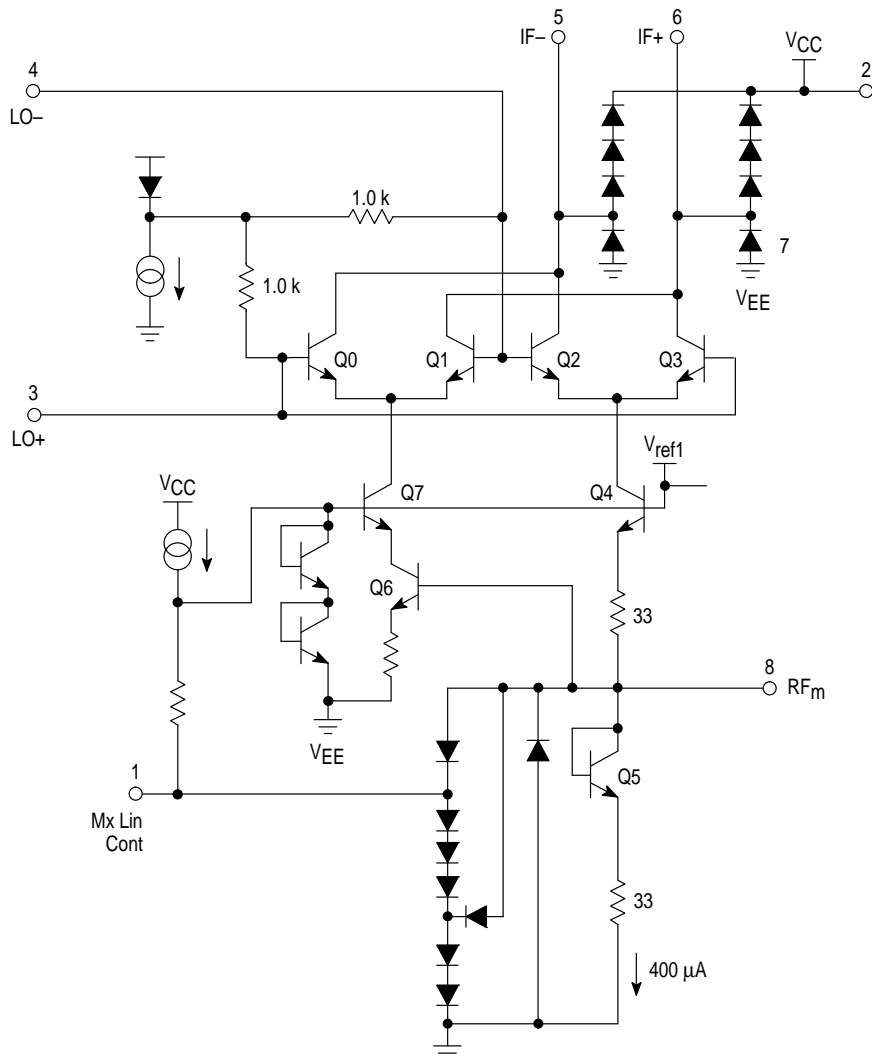 5
6
IF–
IF+
VCC
4
2
LO–
1.0 k
1.0 k
7
VEE
Q0
Q1
Q2
Q3
3
LO+
Vref1
VCC
Q7
Q4
Q6
33
8
RFm
VEE
Q5
1
Mx Lin
Cont
33
400 µA